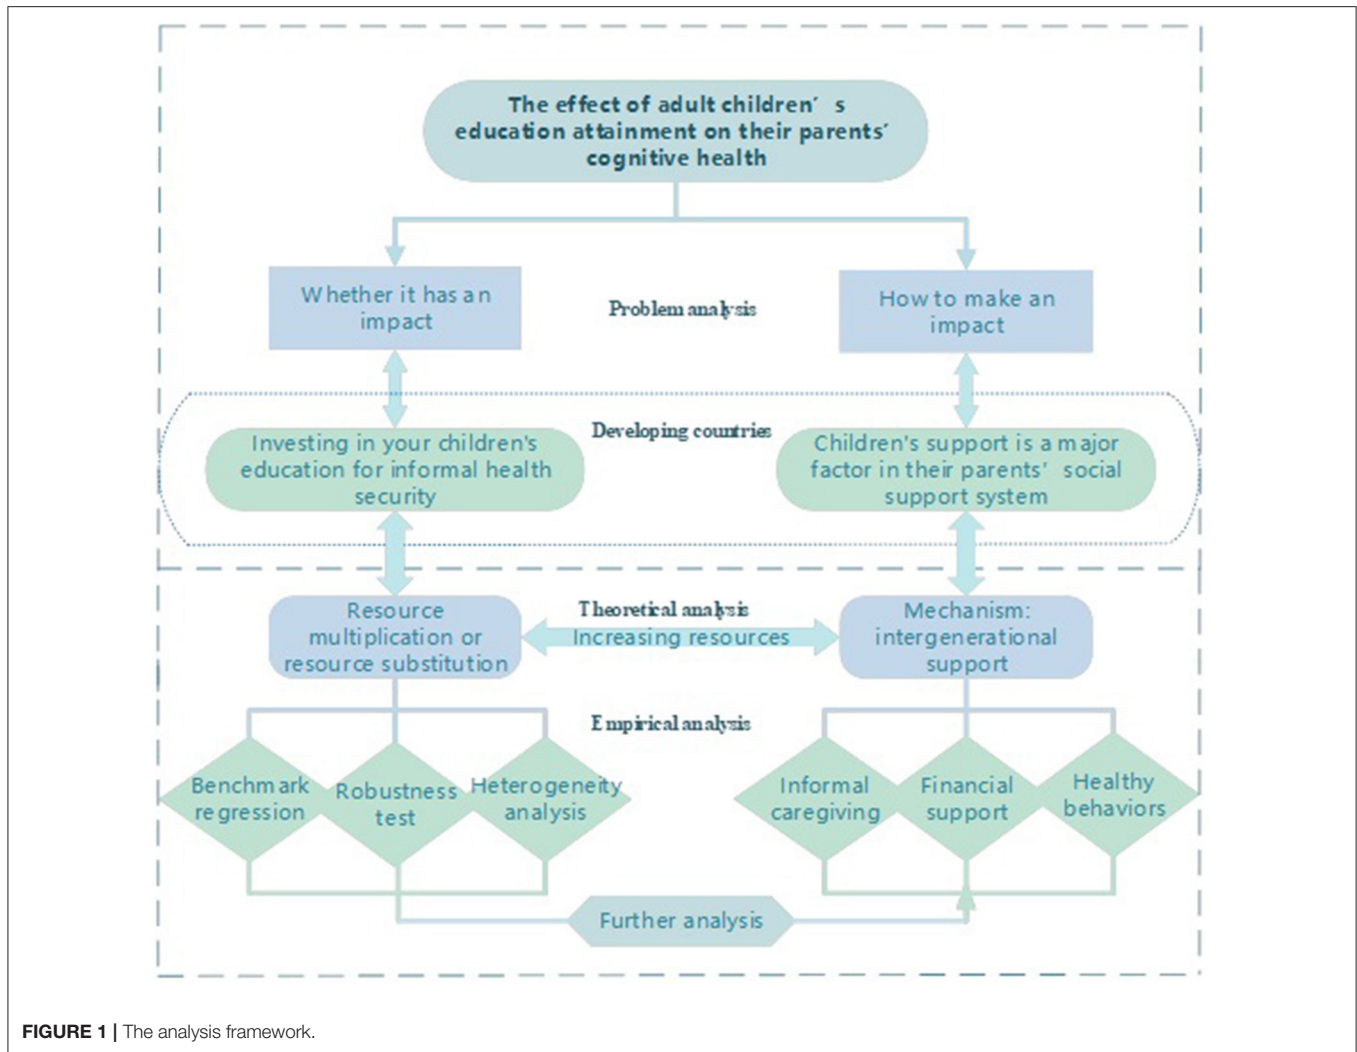 The effect of adult children´ s
education attainment on their parents´
cognitive health
Whether it has an
impact
Problem analysis
How to make an
impact
Developing countries
Investing in your children's
education for informal health
security
Children's support is a major
factor in their parents' social
support system
Resource
multiplication or
resource substitution
Theoretical analysis
Increasing resources
Mechanism:
intergenerational
support
Empirical analysis
Benchmark
regression
Robustness
test
Heterogeneity
analysis
Informal
caregiving
Financial
support
Healthy
behaviors
Further analysis
FIGURE 1 | The analysis framework.